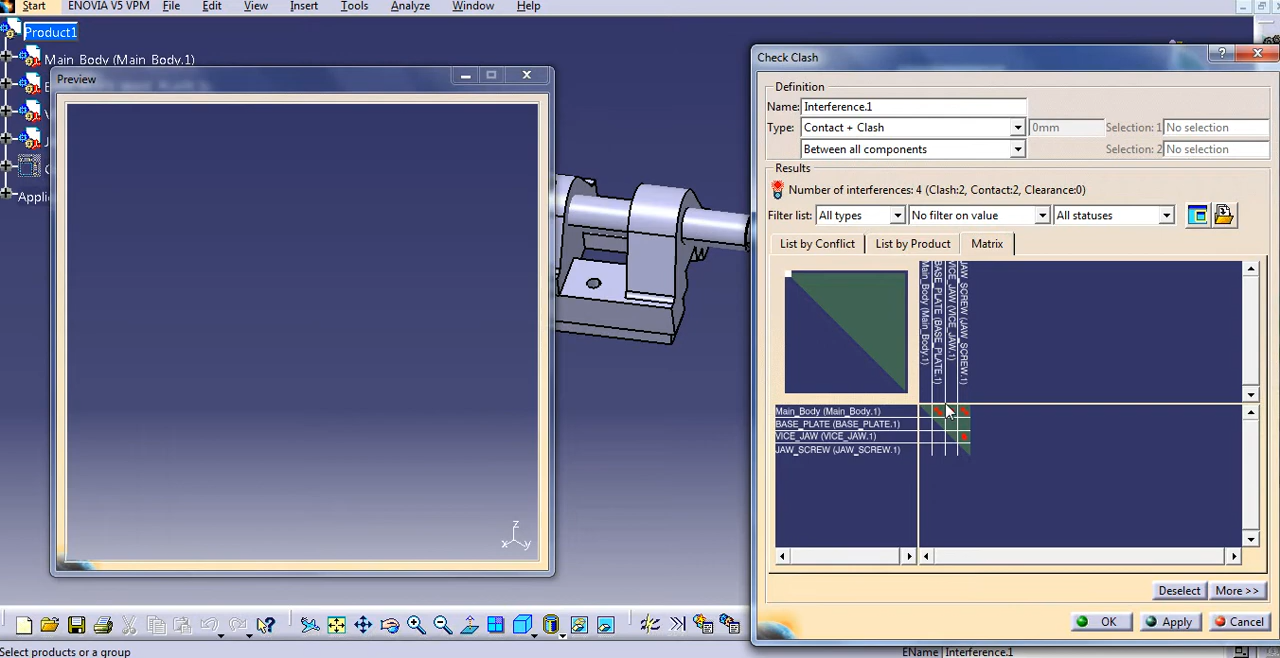 Start ENOVIA V5 VPM File Edit View Insert Tools Analyze Window Help
Product1
Main_Body (Main_Body.1)
Preview
Appli
z
x y
Check Clash
Definition
Name: Interference.1
Type: Contact + Clash 0mm Selection: 1 No selection
Between all components Selection: 2 No selection
Results
Number of interferences: 4 (Clash:2, Contact:2, Clearance:0)
Filter list: All types No filter on value All statuses
List by Conflict List by Product Matrix
Main_Body (Main_Body.1)
BASE_PLATE (BASE_PLATE.1)
VICE_JAW (VICE_JAW.1)
JAW_SCREW (JAW_SCREW.1)
Main_Body (Main_Body.1)
BASE_PLATE (BASE_PLATE.1)
VICE_JAW (VICE_JAW.1)
JAW_SCREW (JAW_SCREW.1)
Deselect More >>
OK Apply Cancel
Select products or a group
EName Interference.1